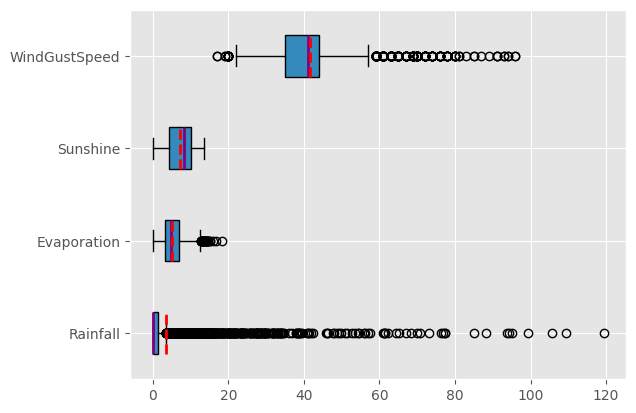 WindGustSpeed
Sunshine
Evaporation
Rainfall
0 20 40 60 80 100 120